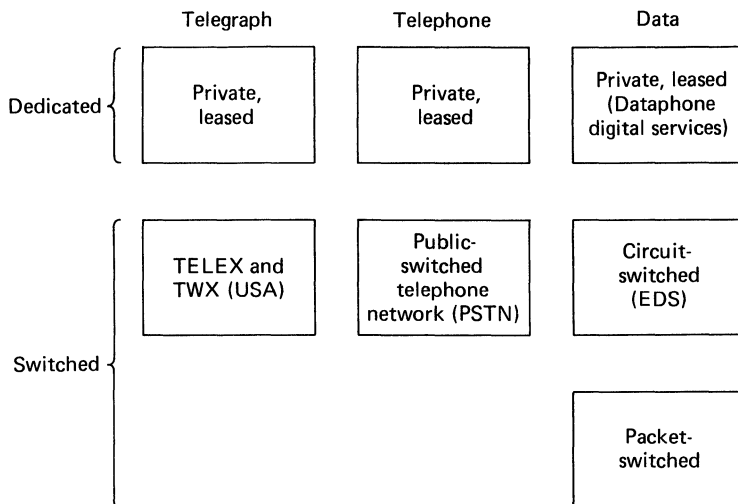 Telegraph
Telephone
Data
Dedicated
Private,
leased
Private,
leased
Private, leased
(Dataphone
digital services)
Switched
TELEX and
TWX (USA)
Public-
switched
telephone
network (PSTN)
Circuit-
switched
(EDS)
Packet-
switched